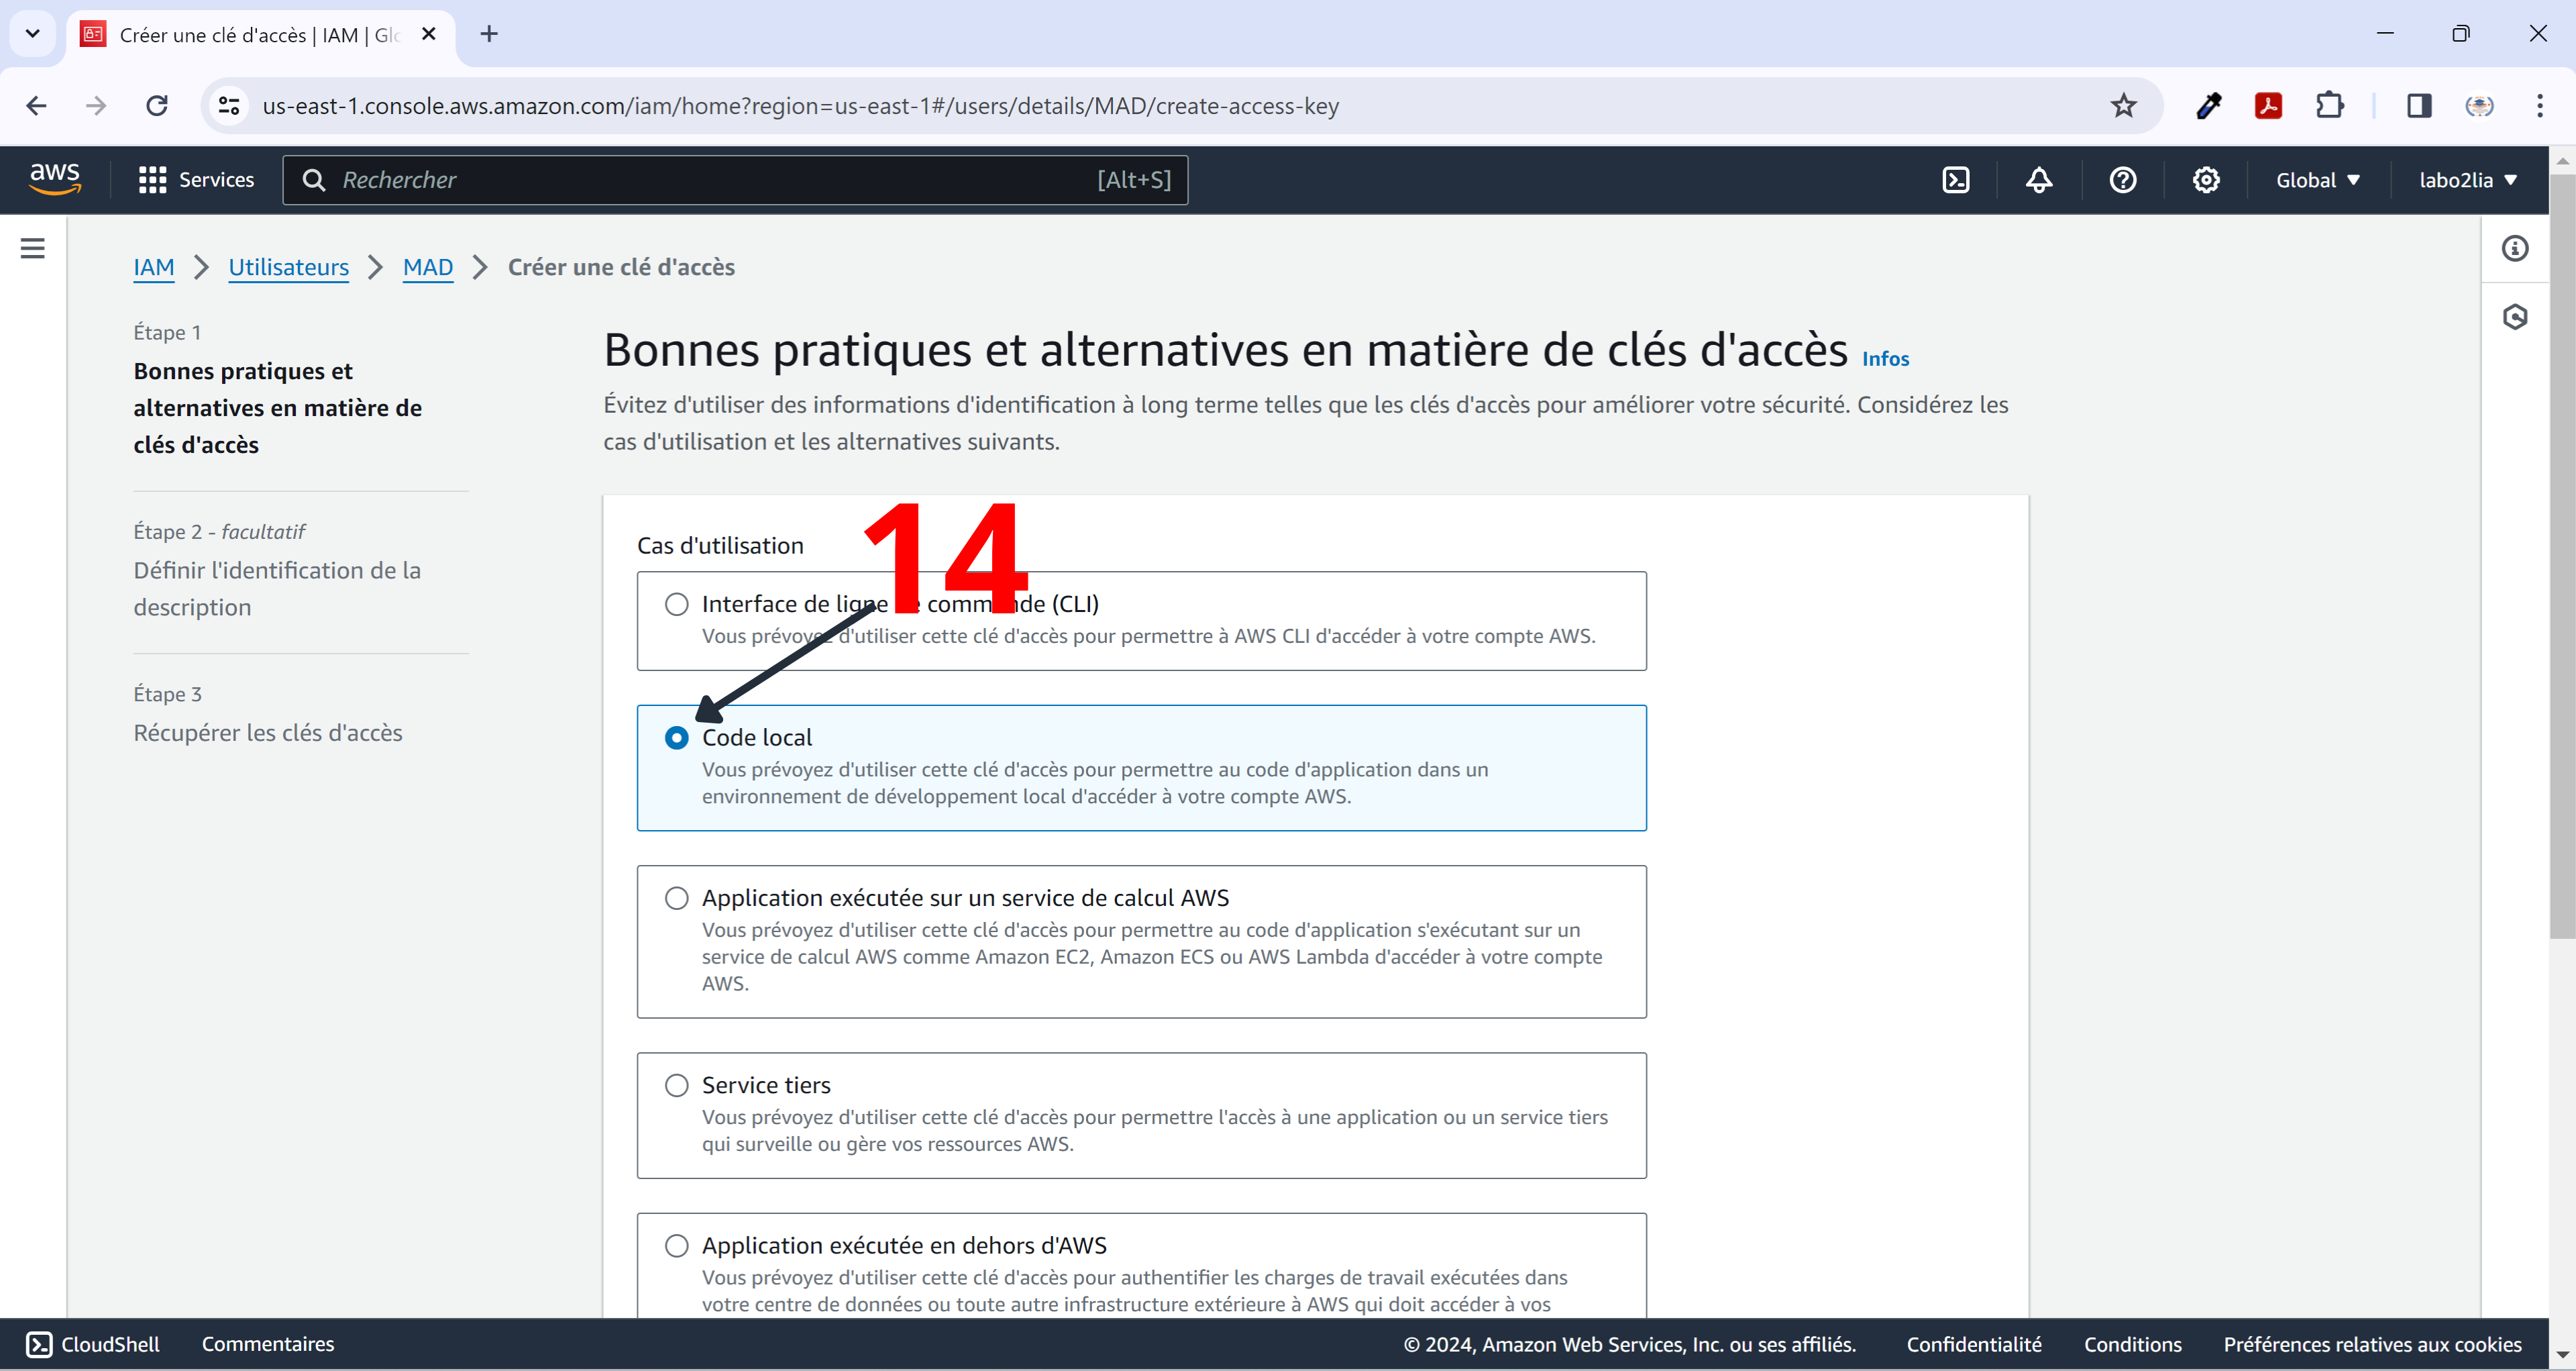 Créer une clé d'accès | IAM | Glo
us-east-1.console.aws.amazon.com/iam/home?region=us-east-1#/users/details/MAD/create-access-key
aws
Services
Rechercher
[Alt+S]
Global
labo2lia
IAM > Utilisateurs > MAD > Créer une clé d'accès
Étape 1
Bonnes pratiques et
alternatives en matière de
clés d'accès
Étape 2 - facultatif
Définir l'identification de la
description
Étape 3
Récupérer les clés d'accès
Bonnes pratiques et alternatives en matière de clés d'accès Infos
Évitez d'utiliser des informations d'identification à long terme telles que les clés d'accès pour améliorer votre sécurité. Considérez les
cas d'utilisation et les alternatives suivants.
14
Cas d'utilisation
Interface de ligne de commande (CLI)
Vous prévoyez d'utiliser cette clé d'accès pour permettre à AWS CLI d'accéder à votre compte AWS.
Code local
Vous prévoyez d'utiliser cette clé d'accès pour permettre au code d'application dans un
environnement de développement local d'accéder à votre compte AWS.
Application exécutée sur un service de calcul AWS
Vous prévoyez d'utiliser cette clé d'accès pour permettre au code d'application s'exécutant sur un
service de calcul AWS comme Amazon EC2, Amazon ECS ou AWS Lambda d'accéder à votre compte
AWS.
Service tiers
Vous prévoyez d'utiliser cette clé d'accès pour permettre l'accès à une application ou un service tiers
qui surveille ou gère vos ressources AWS.
Application exécutée en dehors d'AWS
Vous prévoyez d'utiliser cette clé d'accès pour authentifier les charges de travail exécutées dans
votre centre de données ou toute autre infrastructure extérieure à AWS qui doit accéder à vos
CloudShell
Commentaires
© 2024, Amazon Web Services, Inc. ou ses affiliés.
Confidentialité
Conditions
Préférences relatives aux cookies